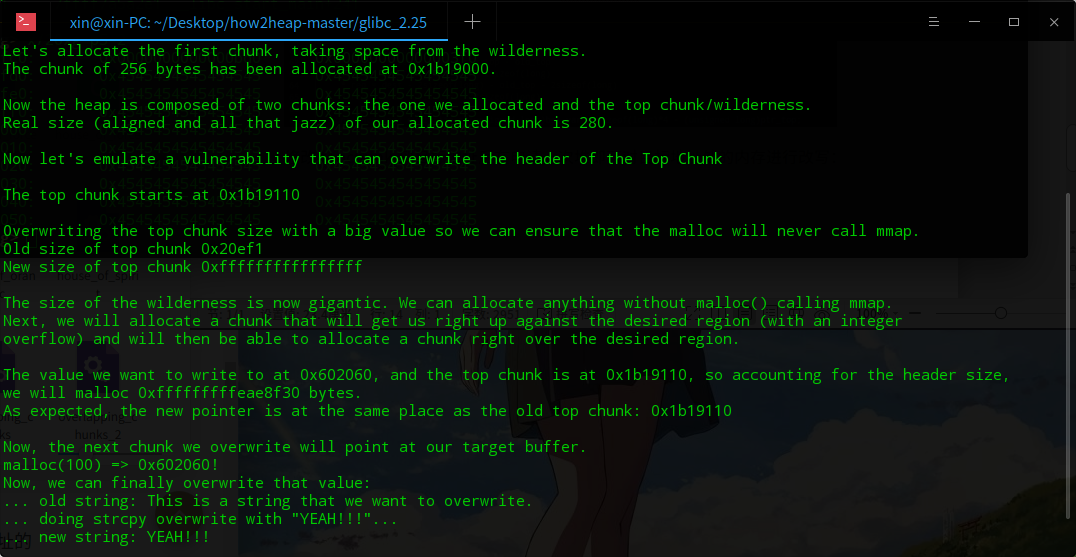 xin@xin-PC: ~/Desktop/how2heap-master/glibc_2.25
Let's allocate the first chunk, taking space from the wilderness.
The chunk of 256 bytes has been allocated at 0x1b19000.
Now the heap is composed of two chunks: the one we allocated and the top chunk/wilderness.
Real size (aligned and all that jazz) of our allocated chunk is 280.
Now let's emulate a vulnerability that can overwrite the header of the Top Chunk
The top chunk starts at 0x1b19110
Overwriting the top chunk size with a big value so we can ensure that the malloc will never call mmap.
Old size of top chunk 0x20ef1
New size of top chunk 0xffffffffffffffff
The size of the wilderness is now gigantic. We can allocate anything without malloc() calling mmap.
Next, we will allocate a chunk that will get us right up against the desired region (with an integer
overflow) and will then be able to allocate a chunk right over the desired region.
The value we want to write to at 0x602060, and the top chunk is at 0x1b19110, so accounting for the header size,
we will malloc 0xfffffffffeae8f30 bytes.
As expected, the new pointer is at the same place as the old top chunk: 0x1b19110
Now, the next chunk we overwrite will point at our target buffer.
malloc(100) => 0x602060!
Now, we can finally overwrite that value:
... old string: This is a string that we want to overwrite.
... doing strcpy overwrite with "YEAH!!!"...
... new string: YEAH!!!